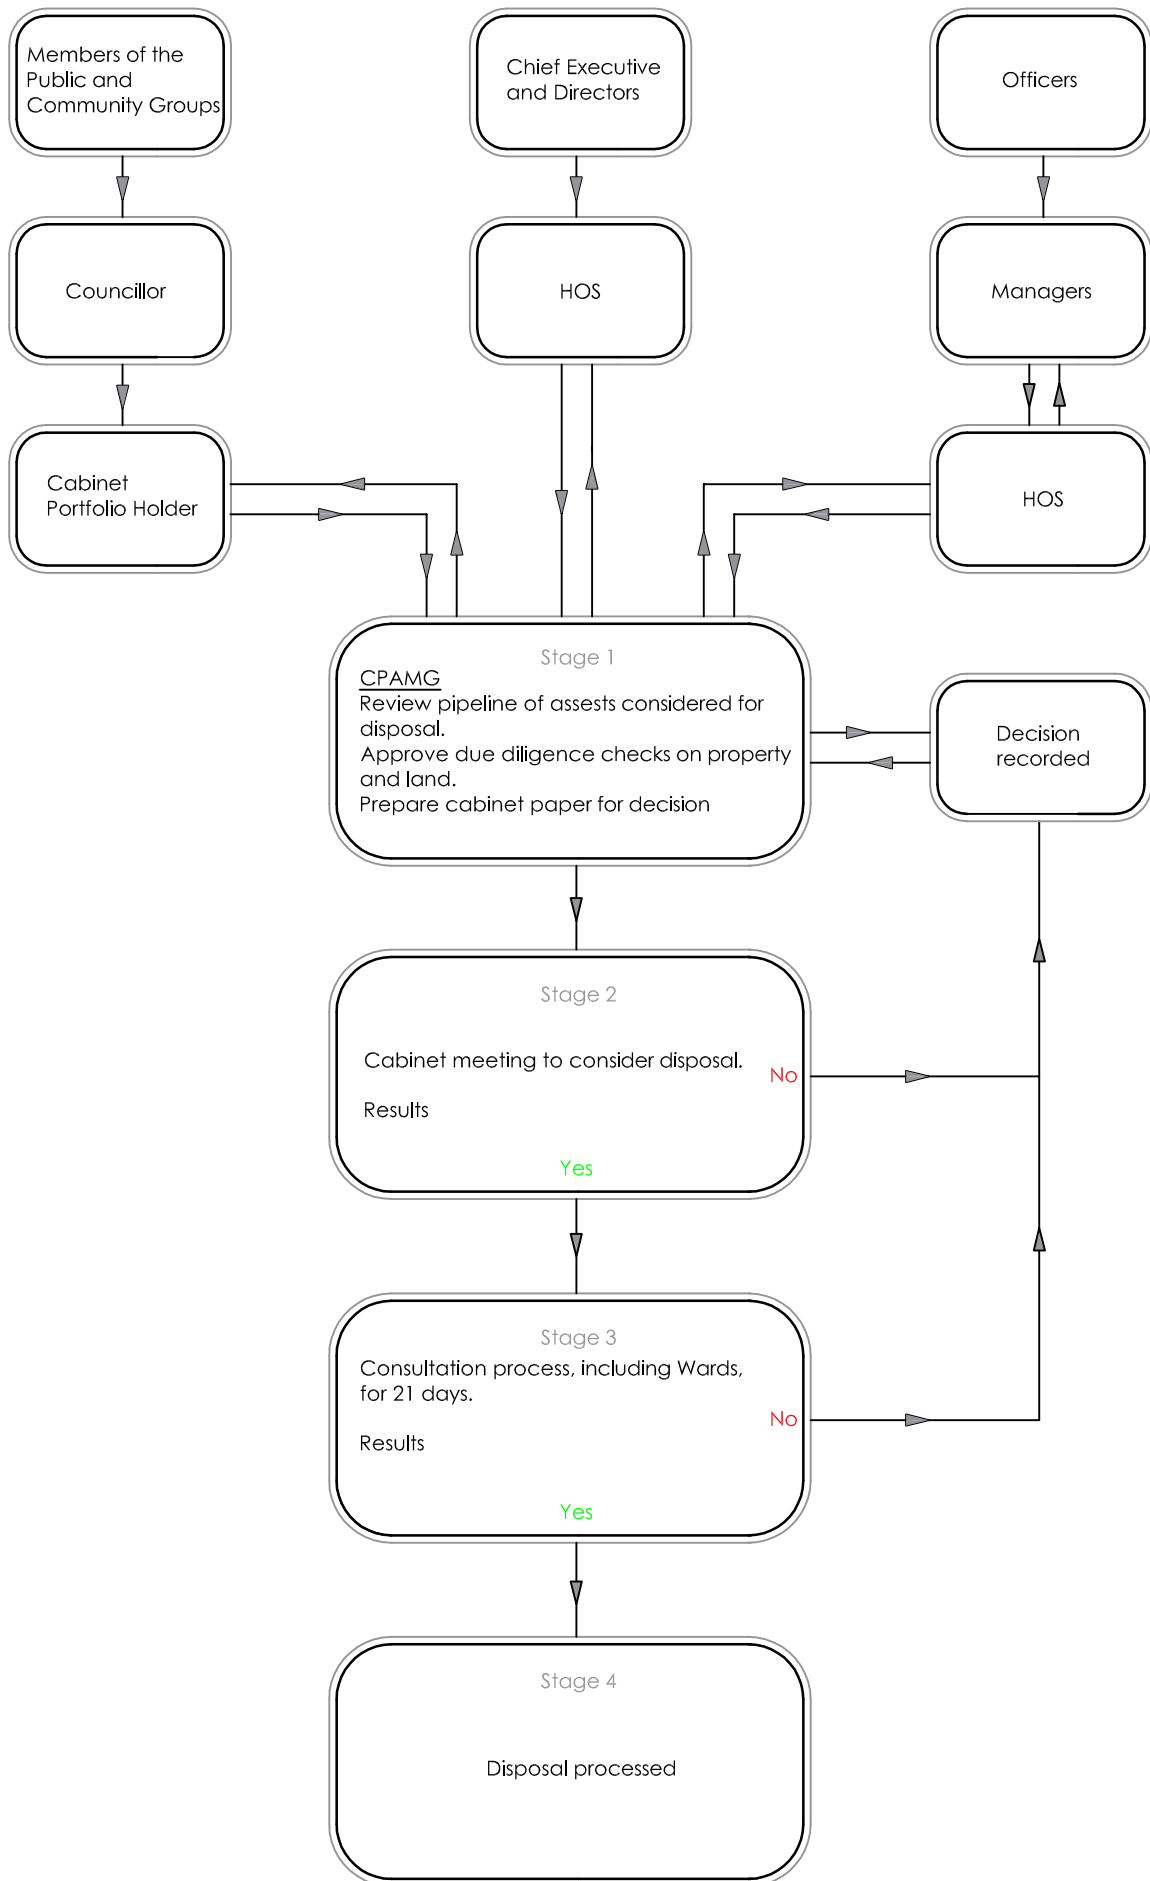 Members of the
Public and
Community Groups
Chief Executive
and Directors
Officers
Councillor
HOS
Managers
Cabinet
Portfolio Holder
HOS
Stage 1
CPAMG
Review pipeline of assests considered for
disposal.
Approve due diligence checks on property
and land.
Prepare cabinet paper for decision
Decision
recorded
Stage 2
Cabinet meeting to consider disposal.
No
Results
Yes
Stage 3
Consultation process, including Wards,
for 21 days.
No
Results
Yes
Stage 4
Disposal processed